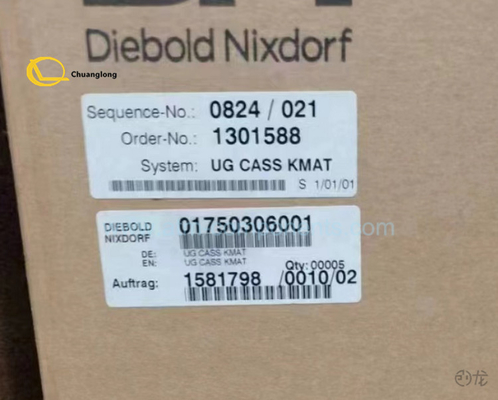 Diebold Nixdorf
Chuanglong
Sequence-No.: 0824 / 021
Order-No.: 1301588
System: UG CASS KMAT
S 1/01/01
DIEBOLD NIXDORF 01750306001
DE: UG CASS KMAT
EN: UG CASS KMAT
Qty: 00005
Auftrag: 1581798 /0010/02